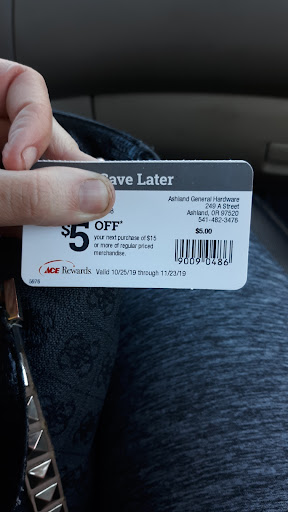 Save Later
Ashland General Hardware
249 A Street
Ashland, OR 97520
541-482-3476
$5.00
$5 OFF*
your next purchase of $15
or more of regular priced
merchandise.
9009 0486
ACE Rewards Valid 10/25/19 through 11/23/19